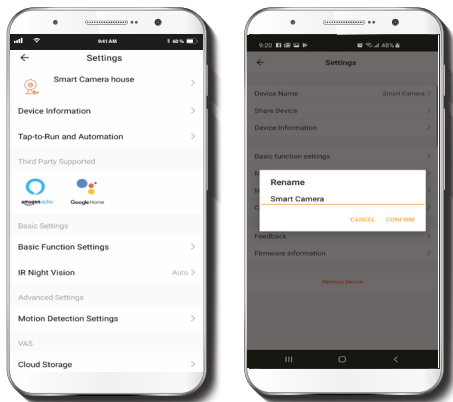 9:41 AM
60 %
Settings
Smart Camera house
Device Information
Tap-to-Run and Automation
Third Party Supported
amazon echo
Google Home
Basic Settings
Basic Function Settings
IR Night Vision Auto
Advanced Settings
Motion Detection Settings
VAS
Cloud Storage
9:20 48%
Settings
Device Name Smart Camera
Share Device
Device Information
Basic function settings
M
Rename
M
Smart Camera
C
CANCEL CONFIRM
Feedback
Firmware Information
Remove Device